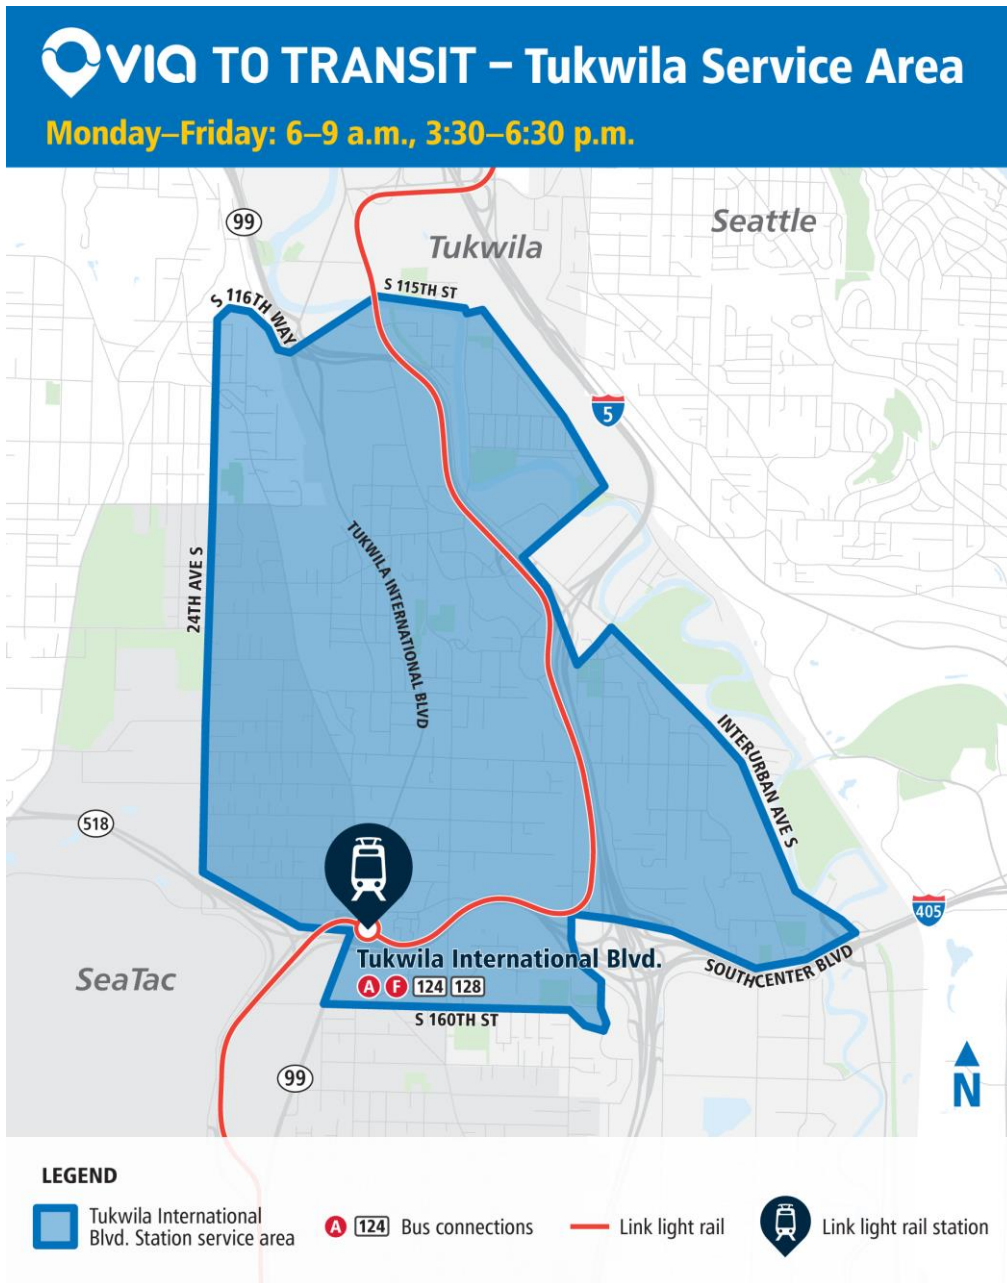 via TO TRANSIT – Tukwila Service Area
Monday–Friday: 6–9 a.m., 3:30–6:30 p.m.
99
Tukwila
Seattle
S 116TH WAY
S 115TH ST
5
24TH AVE S
TUKWILA INTERNATIONAL BLVD
INTERURBAN AVE S
518
405
Tukwila International Blvd.
A F 124 128
SOUTHCENTER BLVD
SeaTac
S 160TH ST
99
N
LEGEND
Tukwila International
Blvd. Station service area
A 124 Bus connections
Link light rail
Link light rail station